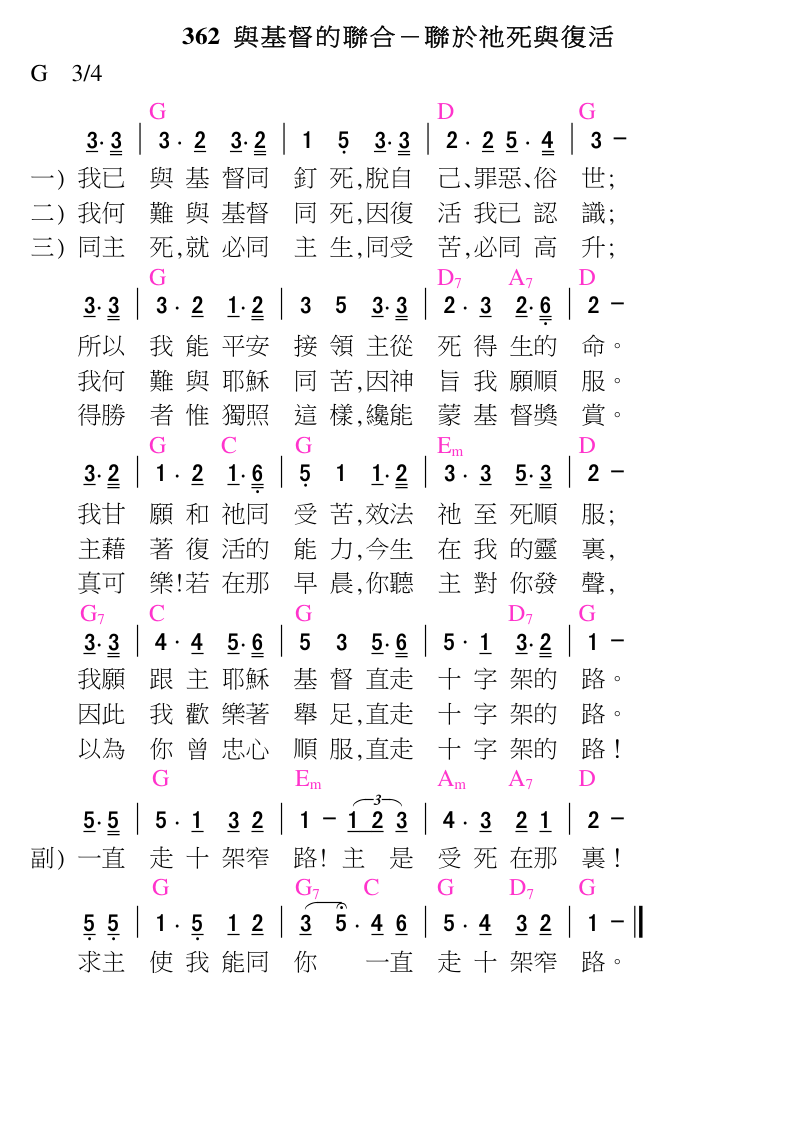 362 與基督的聯合－聯於祂死與復活
G 3/4
G D G
3· 3 | 3 · 2 3· 2 | 1 5 3· 3 | 2 · 2 5 · 4 | 3 －
一) 我已 與 基 督同 釘 死,脫自 己、罪惡、俗 世;
二) 我何 難 與 基督 同 死,因復 活 我已 認 識;
三) 同主 死,就 必同 主 生,同受 苦,必同 高 升;
G D7 A7 D
3· 3 | 3 · 2 1· 2 | 3 5 3· 3 | 2 · 3 2· 6 | 2 －
所以 我 能 平安 接 領 主從 死 得 生的 命。
我何 難 與 耶穌 同 苦,因神 旨 我 願順 服。
得勝 者 惟 獨照 這 樣,纔能 蒙 基 督獎 賞。
G C G Em D
3· 2 | 1 · 2 1· 6 | 5 1 1· 2 | 3 · 3 5· 3 | 2 －
我甘 願 和 祂同 受 苦,效法 祂 至 死順 服;
主藉 著 復 活的 能 力,今生 在 我 的靈 裏,
真可 樂!若 在那 早 晨,你聽 主 對 你發 聲,
G7 C G D7 G
3· 3 | 4 · 4 5· 6 | 5 3 5· 6 | 5 · 1 3· 2 | 1 －
我願 跟 主 耶穌 基 督 直走 十 字 架的 路。
因此 我 歡 樂著 舉 足,直走 十 字 架的 路。
以為 你 曾 忠心 順 服,直走 十 字 架的 路!
G Em Am A7 D
5· 5 | 5 · 1 3 2 | 1 － 1 2 3 | 4 · 3 2 1 | 2 －
3
副) 一直 走 十 架窄 路! 主 是 受 死 在那 裏!
G G7 C G D7 G
5 5 | 1 · 5 1 2 | 3 5 · 4 6 | 5 · 4 3 2 | 1 －
求主 使 我 能同 你 一直 走 十 架窄 路。